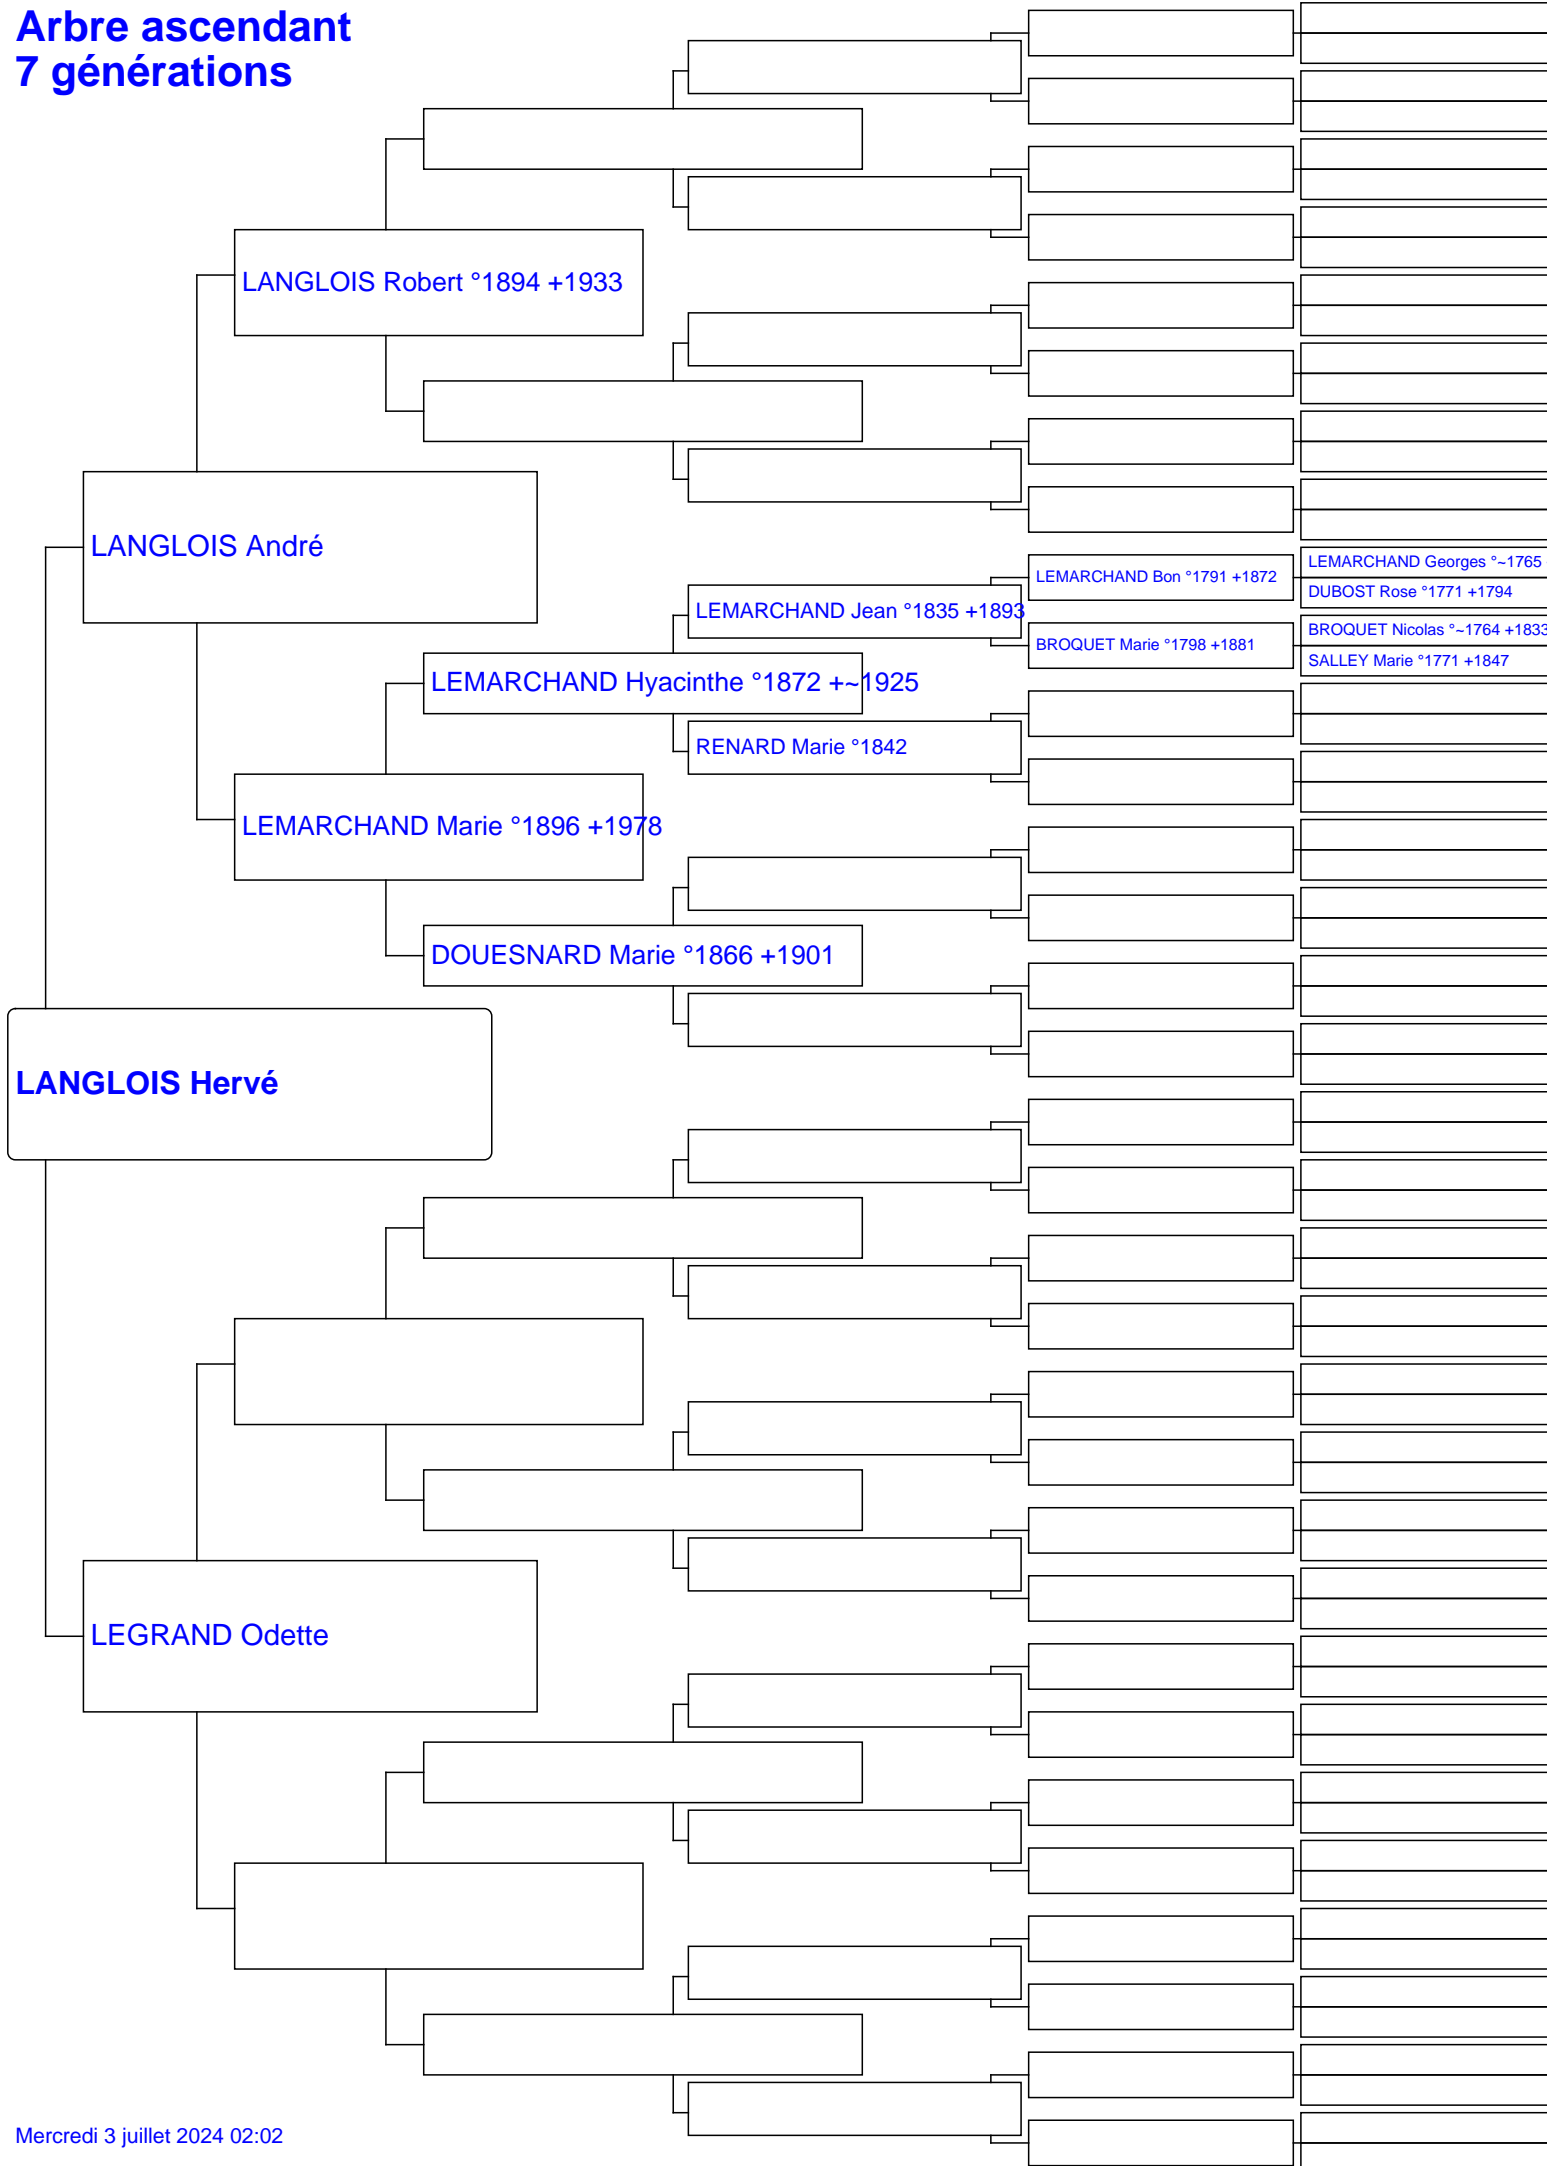 Arbre ascendant
7 générations
LANGLOIS Robert °1894 +1933
LANGLOIS André
LEMARCHAND Georges °~1765
LEMARCHAND Bon °1791 +1872
DUBOST Rose °1771 +1794
LEMARCHAND Jean °1835 +1893
BROQUET Nicolas °~1764 +1833
BROQUET Marie °1798 +1881
SALLEY Marie °1771 +1847
LEMARCHAND Hyacinthe °1872 +~1925
RENARD Marie °1842
LEMARCHAND Marie °1896 +1978
DOUESNARD Marie °1866 +1901
LANGLOIS Hervé
LEGRAND Odette
Mercredi 3 juillet 2024 02:02